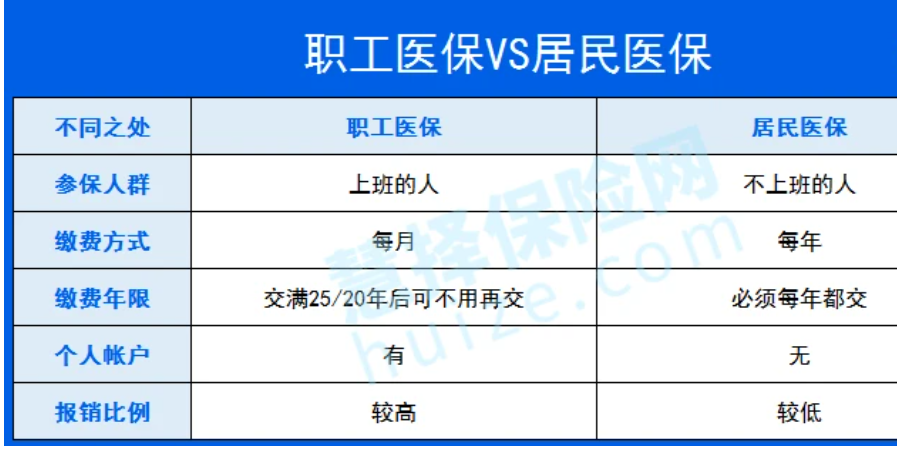 职工医保VS居民医保
不同之处 职工医保 居民医保
参保人群 上班的人 不上班的人
缴费方式 每月 每年
缴费年限 交满25/20年后可不用再交 必须每年都交
个人帐户 有 无
报销比例 较高 较低
慧择保险网
huize.com